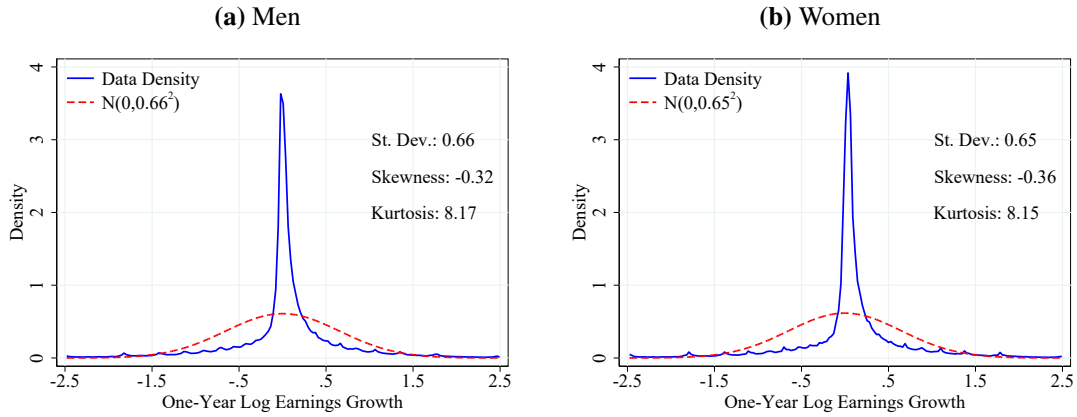 (a) Men
4
3
2
1
0
Density
Data Density
N(0,0.66²)
St. Dev.: 0.66
Skewness: -0.32
Kurtosis: 8.17
-2.5 -1.5 -.5 .5 1.5 2.5
One-Year Log Earnings Growth
(b) Women
4
3
2
1
0
Density
Data Density
N(0,0.65²)
St. Dev.: 0.65
Skewness: -0.36
Kurtosis: 8.15
-2.5 -1.5 -.5 .5 1.5 2.5
One-Year Log Earnings Growth